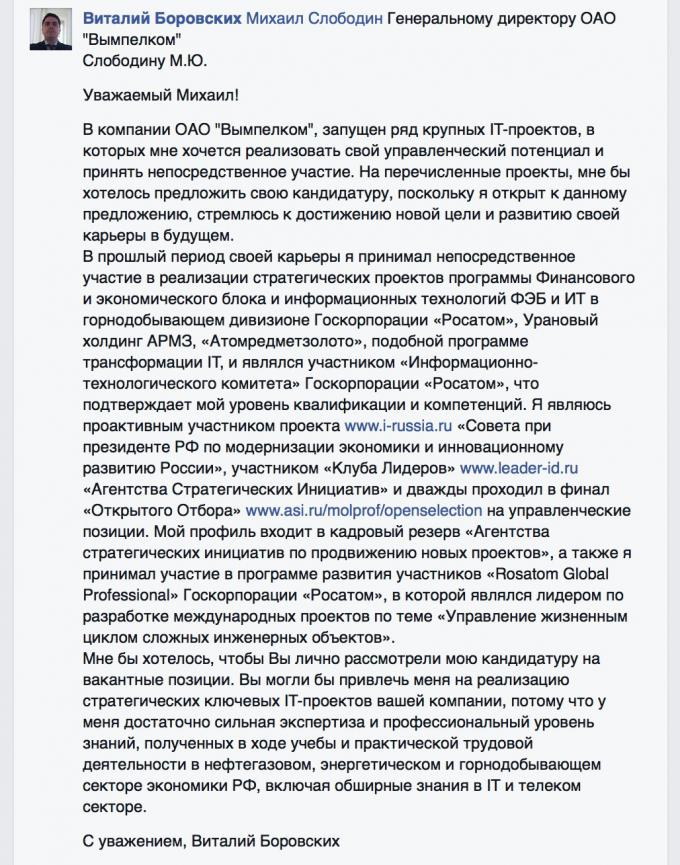 Виталий Боровских Михаил Слободин Генеральному директору ОАО
"Вымпелком"
Слободину М.Ю.
Уважаемый Михаил!
В компании ОАО "Вымпелком", запущен ряд крупных IT-проектов, в
которых мне хочется реализовать свой управленческий потенциал и
принять непосредственное участие. На перечисленные проекты, мне бы
хотелось предложить свою кандидатуру, поскольку я открыт к данному
предложению, стремлюсь к достижению новой цели и развитию своей
карьеры в будущем.
В прошлый период своей карьеры я принимал непосредственное
участие в реализации стратегических проектов программы Финансового
и экономического блока и информационных технологий ФЭБ и ИТ в
горнодобывающем дивизионе Госкорпорации «Росатом», Урановый
холдинг АРМЗ, «Атомредметзолото», подобной программе
трансформации IT, и являлся участником «Информационно-
технологического комитета» Госкорпорации «Росатом», что
подтверждает мой уровень квалификации и компетенций. Я являюсь
проактивным участником проекта www.i-russia.ru «Совета при
президенте РФ по модернизации экономики и инновационному
развитию России», участником «Клуба Лидеров» www.leader-id.ru
«Агентства Стратегических Инициатив» и дважды проходил в финал
«Открытого Отбора» www.asi.ru/molprof/openselection на управленческие
позиции. Мой профиль входит в кадровый резерв «Агентства
стратегических инициатив по продвижению новых проектов», а также я
принимал участие в программе развития участников «Rosatom Global
Professional» Госкорпорации «Росатом», в которой являлся лидером по
разработке международных проектов по теме «Управление жизненным
циклом сложных инженерных объектов».
Мне бы хотелось, чтобы Вы лично рассмотрели мою кандидатуру на
вакантные позиции. Вы могли бы привлечь меня на реализацию
стратегических ключевых IT-проектов вашей компании, потому что у
меня достаточно сильная экспертиза и профессиональный уровень
знаний, полученных в ходе учебы и практической трудовой
деятельности в нефтегазовом, энергетическом и горнодобывающем
секторе экономики РФ, включая обширные знания в IT и телеком
секторе.
С уважением, Виталий Боровских